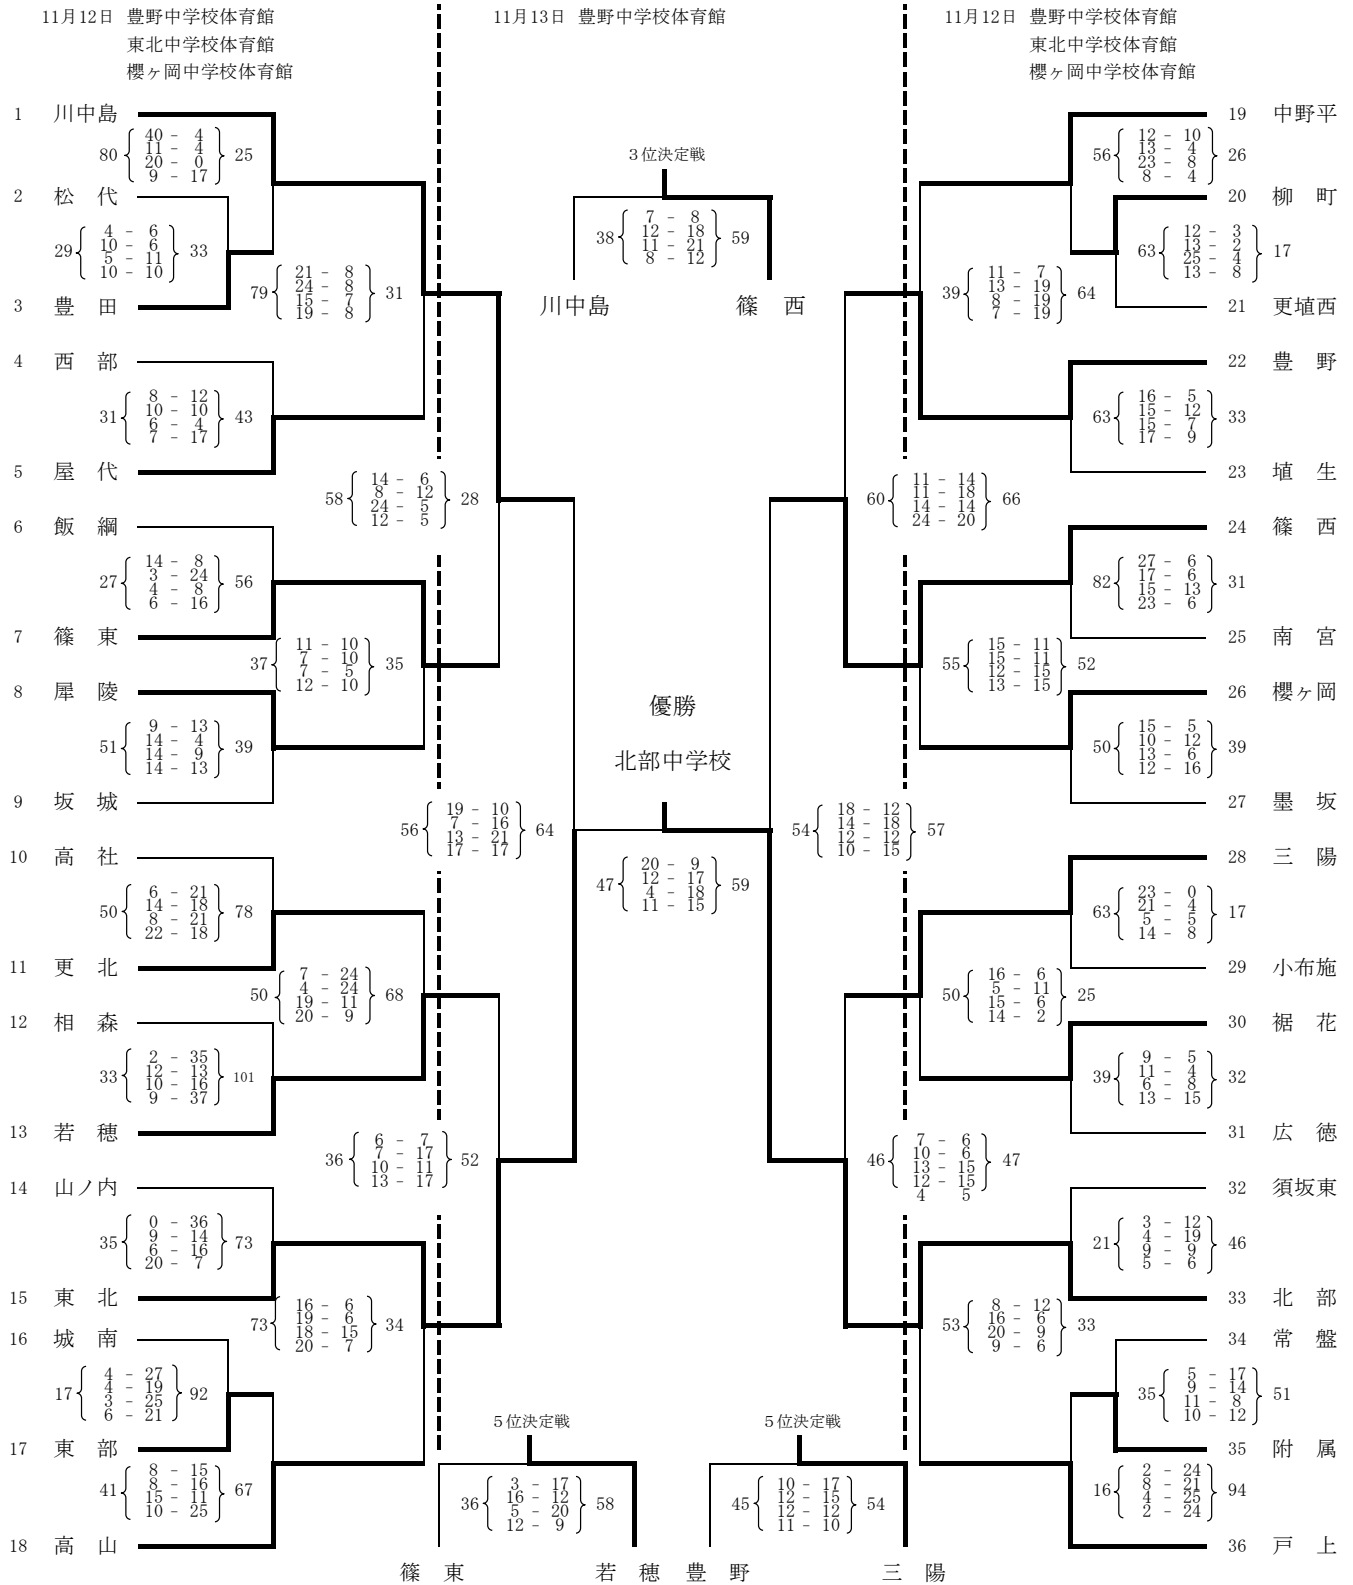 11月12日 豊野中学校体育館
東北中学校体育館
櫻ヶ岡中学校体育館
11月13日 豊野中学校体育館
11月12日 豊野中学校体育館
東北中学校体育館
櫻ヶ岡中学校体育館
1 川中島
80 25
40 - 4
11 - 4
20 - 0
9 - 17
2 松 代
29 33
4 - 6
10 - 6
5 - 11
10 - 10
3 豊 田
79 31
21 - 8
24 - 8
15 - 7
19 - 8
4 西 部
31 43
8 - 12
10 - 10
6 - 4
7 - 17
5 屋 代
58 28
14 - 6
8 - 12
24 - 5
12 - 5
6 飯 綱
27 56
14 - 8
3 - 24
4 - 8
6 - 16
7 篠 東
37 35
11 - 10
7 - 10
7 - 5
12 - 10
8 犀 陵
51 39
9 - 13
14 - 4
14 - 9
14 - 13
9 坂 城
56 64
19 - 10
7 - 16
13 - 21
17 - 17
10 高 社
50 78
6 - 21
14 - 18
8 - 21
22 - 18
11 更 北
50 68
7 - 24
4 - 24
19 - 11
20 - 9
12 相 森
33 101
2 - 35
12 - 13
10 - 16
9 - 37
13 若 穂
36 52
6 - 7
7 - 17
10 - 11
13 - 17
14 山ノ内
35 73
0 - 36
9 - 14
6 - 16
20 - 7
15 東 北
73 34
16 - 6
19 - 6
18 - 15
20 - 7
16 城 南
17 92
4 - 27
4 - 19
3 - 25
6 - 21
17 東 部
41 67
8 - 15
8 - 16
15 - 11
10 - 25
18 高 山
3位決定戦
38 59
7 - 8
12 - 18
11 - 21
8 - 12
川中島 篠 西
優勝
北部中学校
47 59
20 - 9
12 - 17
4 - 18
11 - 15
5位決定戦
36 58
3 - 17
16 - 12
5 - 20
12 - 9
篠 東 若 穂
5位決定戦
45 54
10 - 17
12 - 15
12 - 12
11 - 10
豊 野 三 陽
19 中野平
56 26
12 - 10
13 - 4
23 - 8
8 - 4
20 柳 町
63 17
12 - 3
13 - 2
25 - 4
13 - 8
21 更埴西
39 64
11 - 7
13 - 19
8 - 19
7 - 19
22 豊 野
63 33
16 - 5
15 - 12
15 - 7
17 - 9
23 埴 生
60 66
11 - 14
11 - 18
14 - 14
24 - 20
24 篠 西
82 31
27 - 6
17 - 6
15 - 13
23 - 6
25 南 宮
55 52
15 - 11
15 - 11
12 - 15
13 - 15
26 櫻ヶ岡
50 39
15 - 5
10 - 12
13 - 6
12 - 16
27 墨 坂
54 57
18 - 12
14 - 18
12 - 12
10 - 15
28 三 陽
63 17
23 - 0
21 - 4
5 - 5
14 - 8
29 小布施
50 25
16 - 6
5 - 11
15 - 6
14 - 2
30 裾 花
39 32
9 - 5
11 - 4
6 - 8
13 - 15
31 広 徳
46 47
7 - 6
10 - 6
13 - 15
12 - 15
4 5
32 須坂東
21 46
3 - 12
4 - 19
9 - 9
5 - 6
33 北 部
53 33
8 - 12
16 - 6
20 - 9
9 - 6
34 常 盤
35 51
5 - 17
9 - 14
11 - 8
10 - 12
35 附 属
16 94
2 - 24
8 - 21
4 - 25
2 - 24
36 戸 上